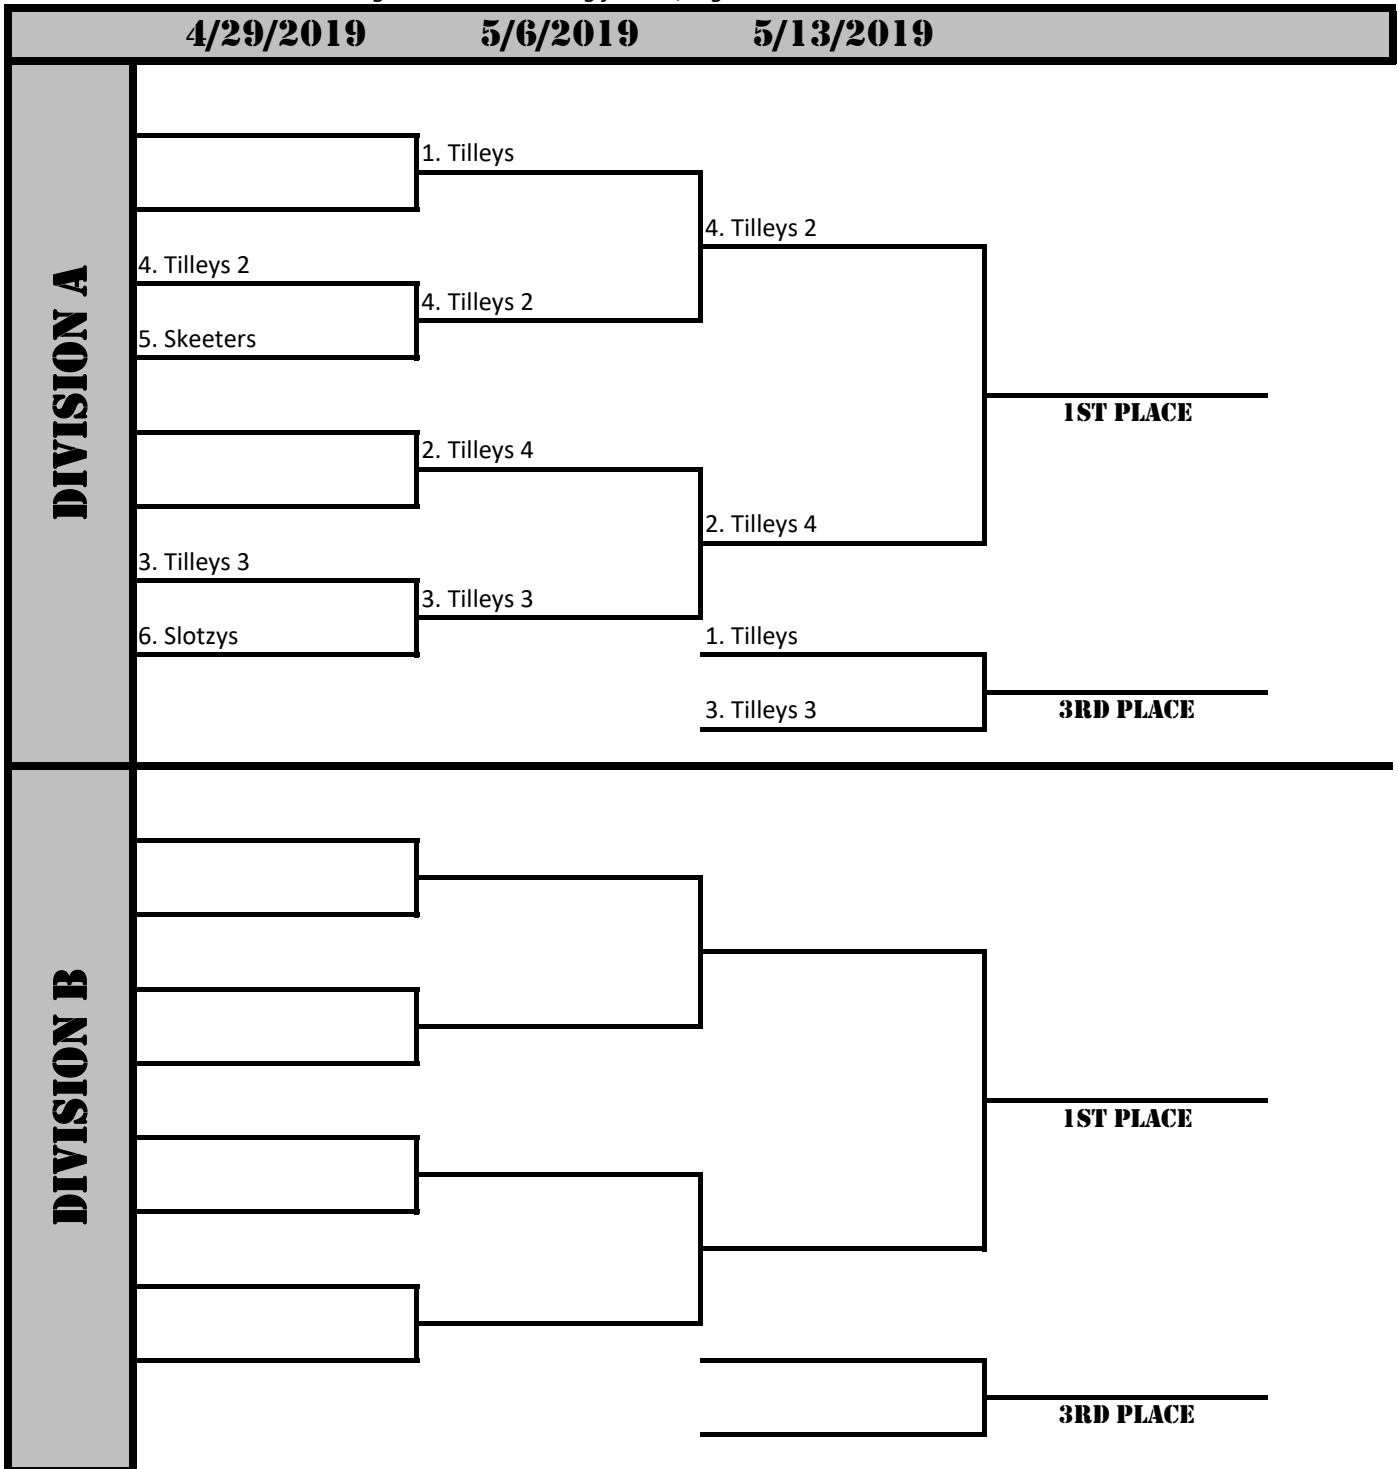 4/29/2019 5/6/2019 5/13/2019
DIVISION A
1. Tilleys
4. Tilleys 2
4. Tilleys 2
4. Tilleys 2
5. Skeeters
1ST PLACE
2. Tilleys 4
2. Tilleys 4
3. Tilleys 3
3. Tilleys 3
6. Slotzys
1. Tilleys
3. Tilleys 3
3RD PLACE
DIVISION B
1ST PLACE
3RD PLACE